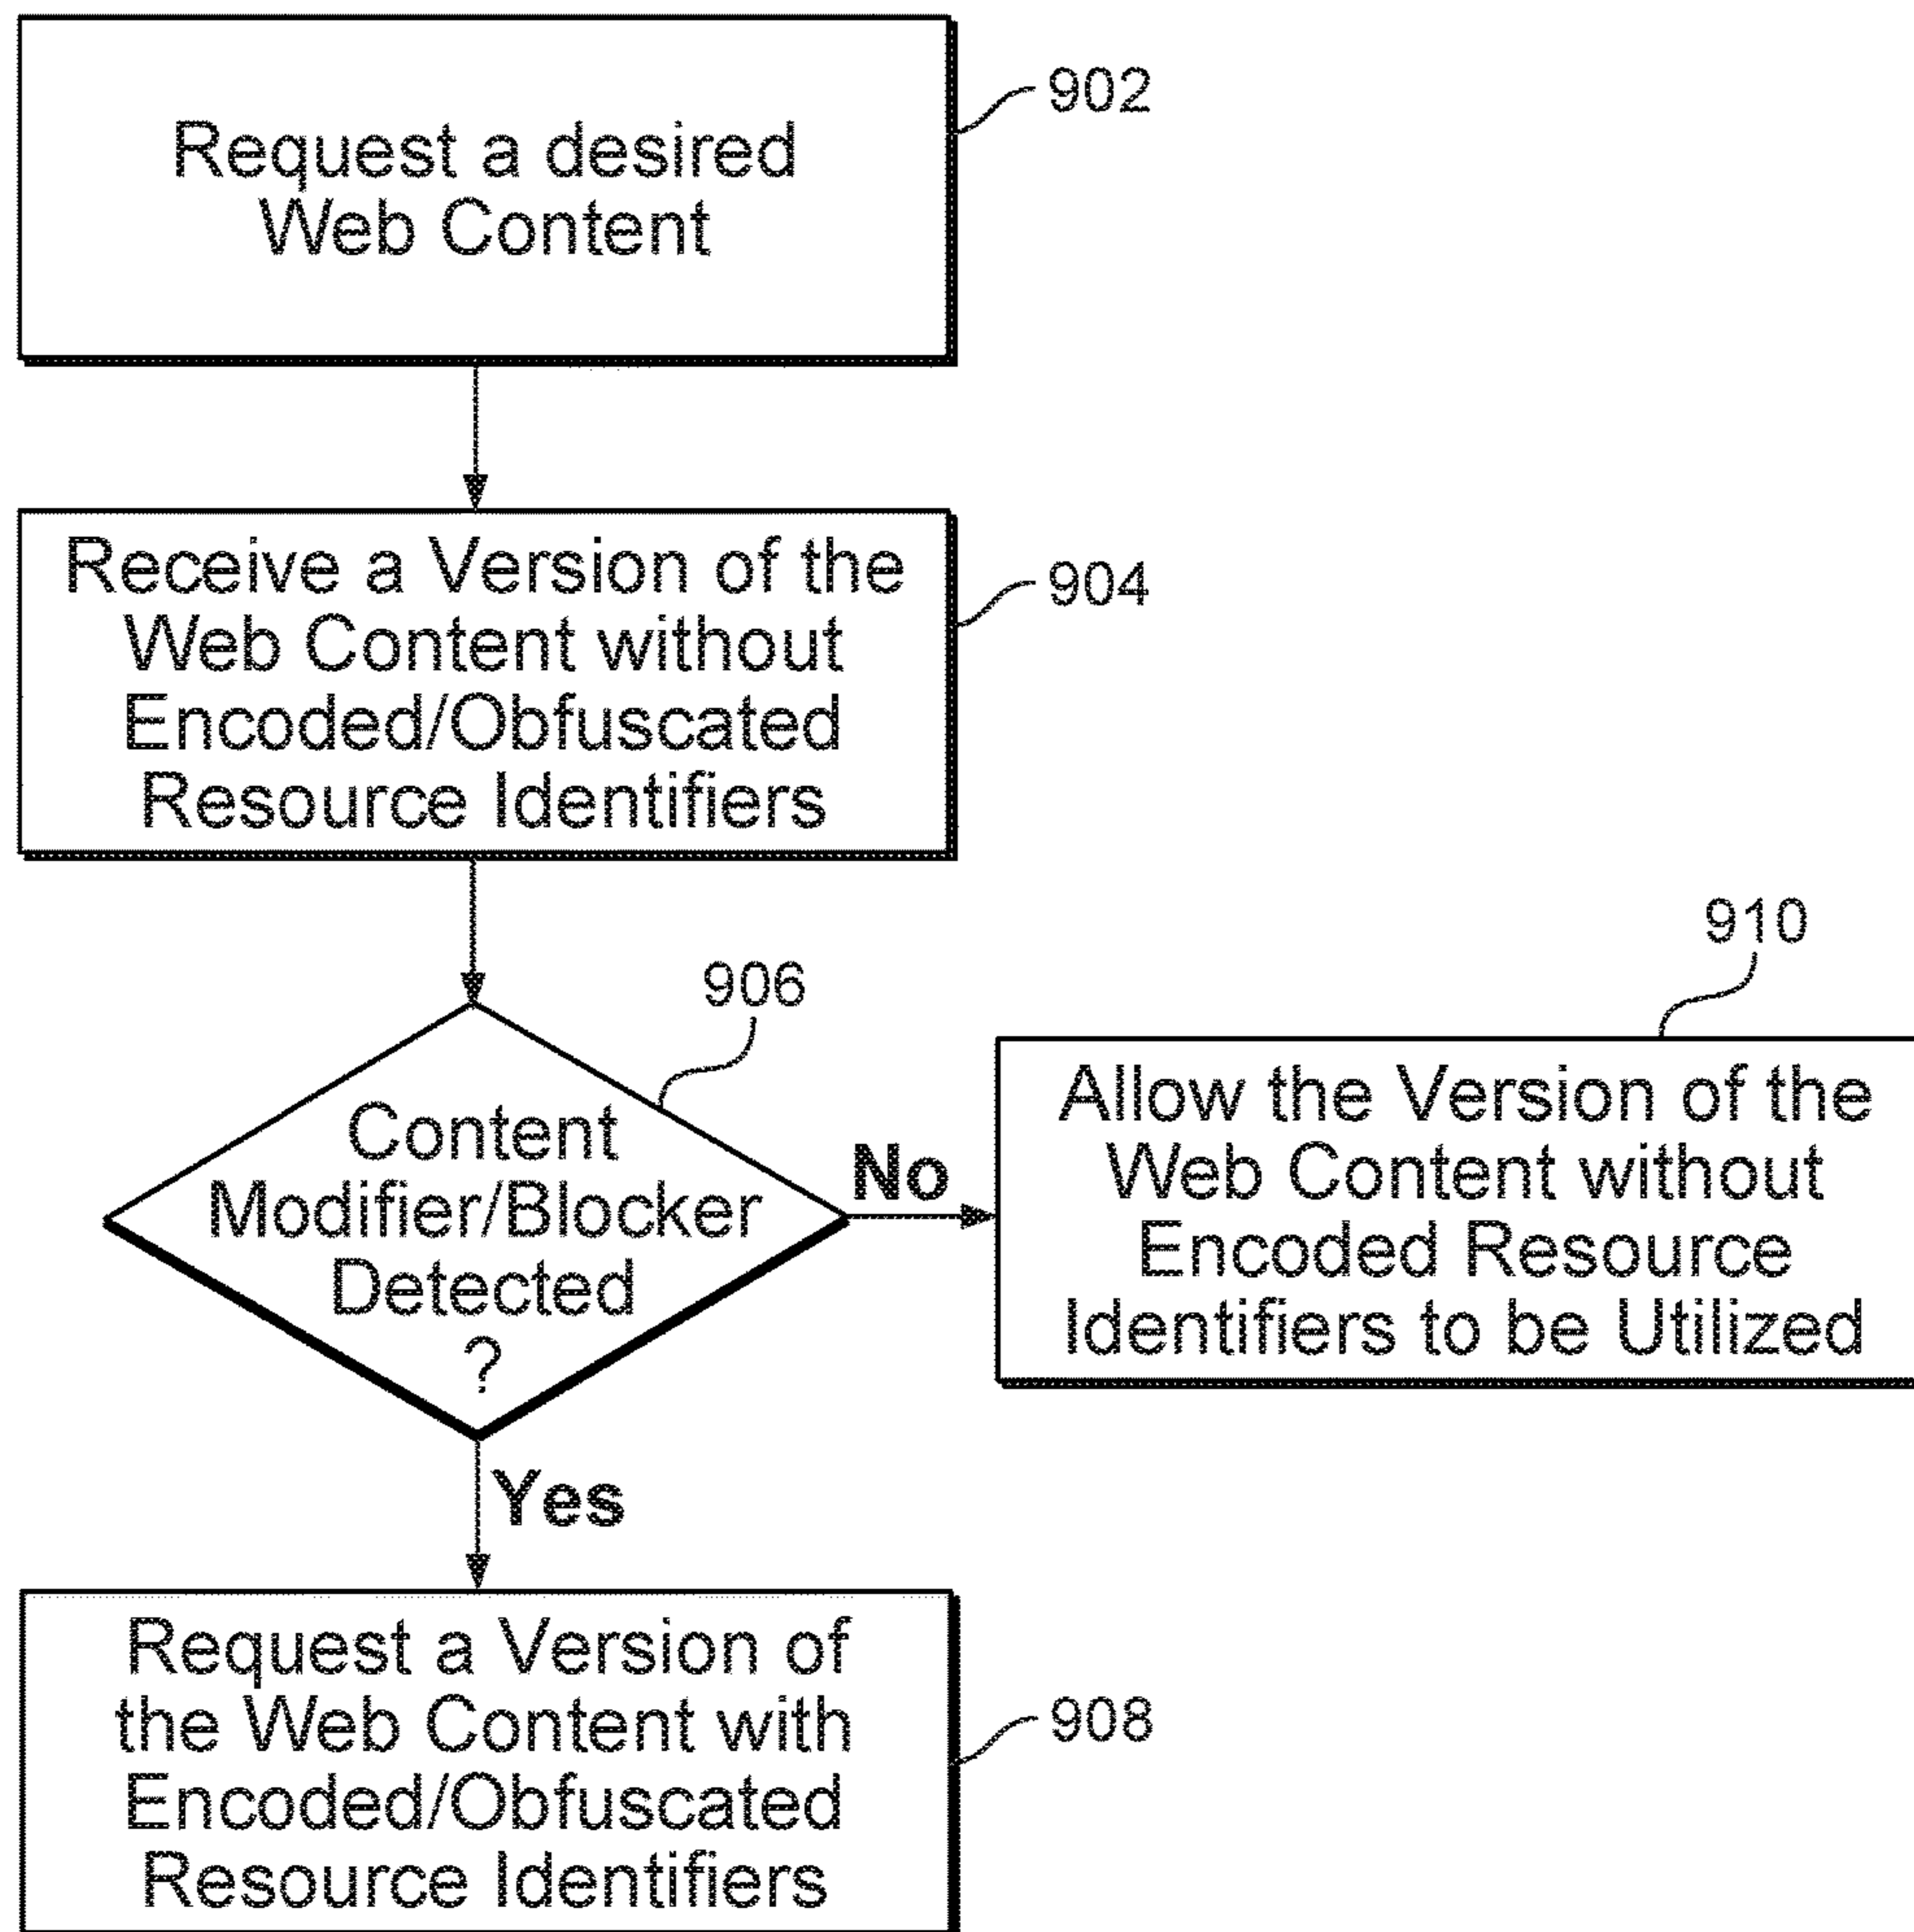 Request a desired
Web Content
902
Receive a Version of the
Web Content without
Encoded/Obfuscated
Resource Identifiers
904
906
Content
Modifier/Blocker
Detected
?
No
910
Allow the Version of the
Web Content without
Encoded Resource
Identifiers to be Utilized
Yes
Request a Version of
the Web Content with
Encoded/Obfuscated
Resource Identifiers
908